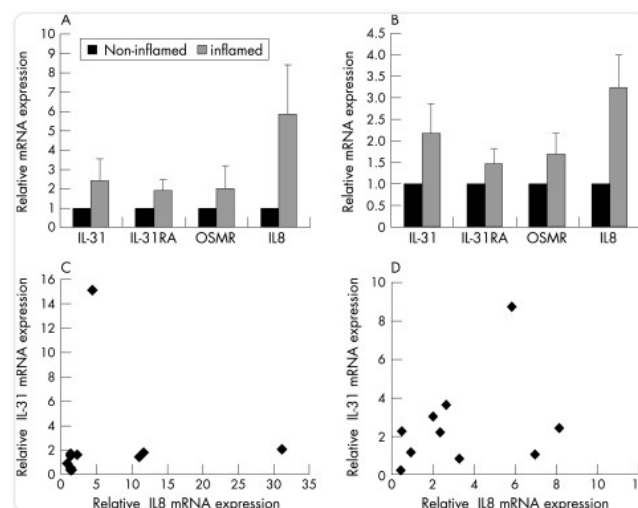 A
Relative mRNA expression
10
9
8
7
6
5
4
3
2
1
0
Non-inflamed
inflamed
IL-31 IL-31RA OSMR IL8
B
Relative mRNA expression
4.5
4.0
3.5
3.0
2.5
2.0
1.5
1.0
0.5
0
IL-31 IL-31RA OSMR IL8
C
Relative IL-31 mRNA expression
16
14
12
10
8
6
4
2
0 5 10 15 20 25 30 35
Relative IL8 mRNA expression
D
Relative IL-31 mRNA expression
10
8
6
4
2
0
0 2 4 6 8 10
Relative IL8 mRNA expression